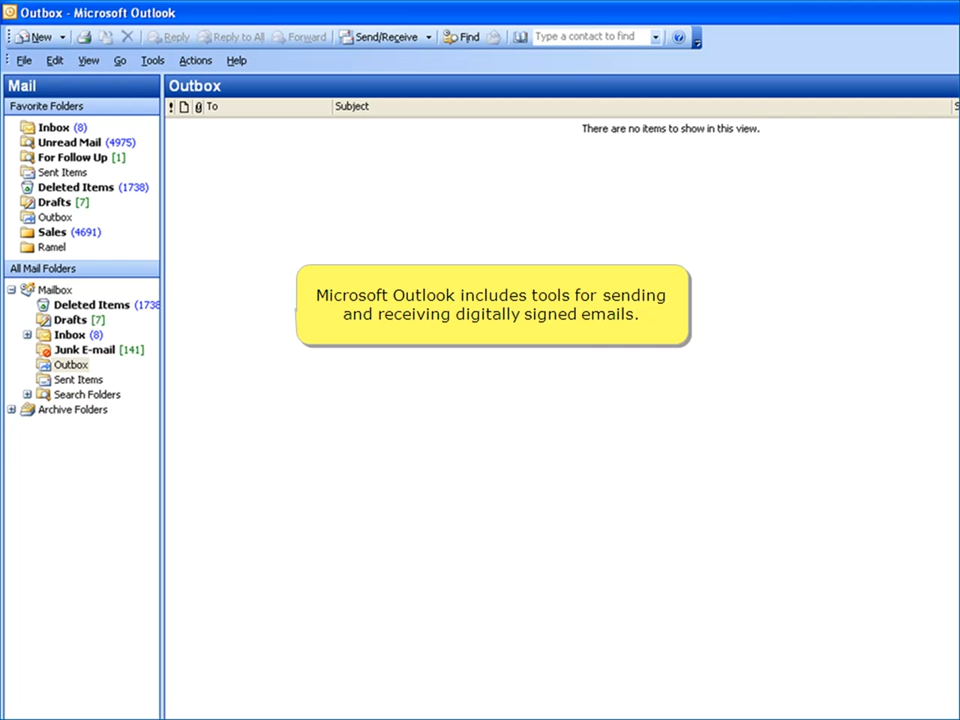 Outbox - Microsoft Outlook
New Reply Reply to All Forward Send/Receive Find Type a contact to find
File Edit View Go Tools Actions Help
Mail
Favorite Folders
Inbox (8)
Unread Mail (4975)
For Follow Up [1]
Sent Items
Deleted Items (1738)
Drafts [7]
Outbox
Sales (4691)
Ramel
All Mail Folders
Mailbox
Deleted Items (1738
Drafts [7]
Inbox (8)
Junk E-mail [141]
Outbox
Sent Items
Search Folders
Archive Folders
Outbox
! To Subject S
There are no items to show in this view.
Microsoft Outlook includes tools for sending
and receiving digitally signed emails.